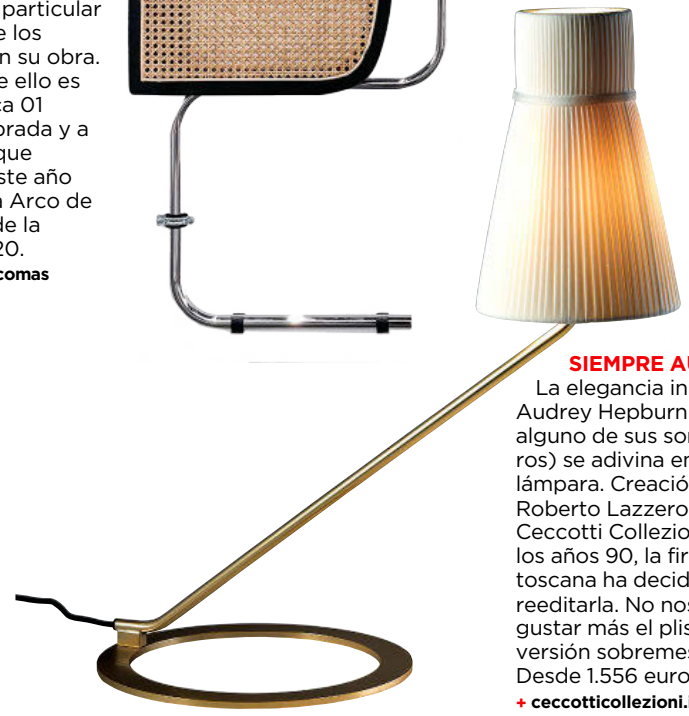 particular
e los
n su obra.
e ello es
ca 01
brada y a
que
ste año
a Arco de
de la
20.
comas
SIEMPRE AU
La elegancia in
Audrey Hepburn
alguno de sus son
ros) se adivina en
lámpara. Creació
Roberto Lazzero
Ceccotti Collezio
los años 90, la fir
toscana ha decid
reeditarla. No nos
gustar más el plis
versión sobremes
Desde 1.556 euro
+ ceccotticollezioni.i